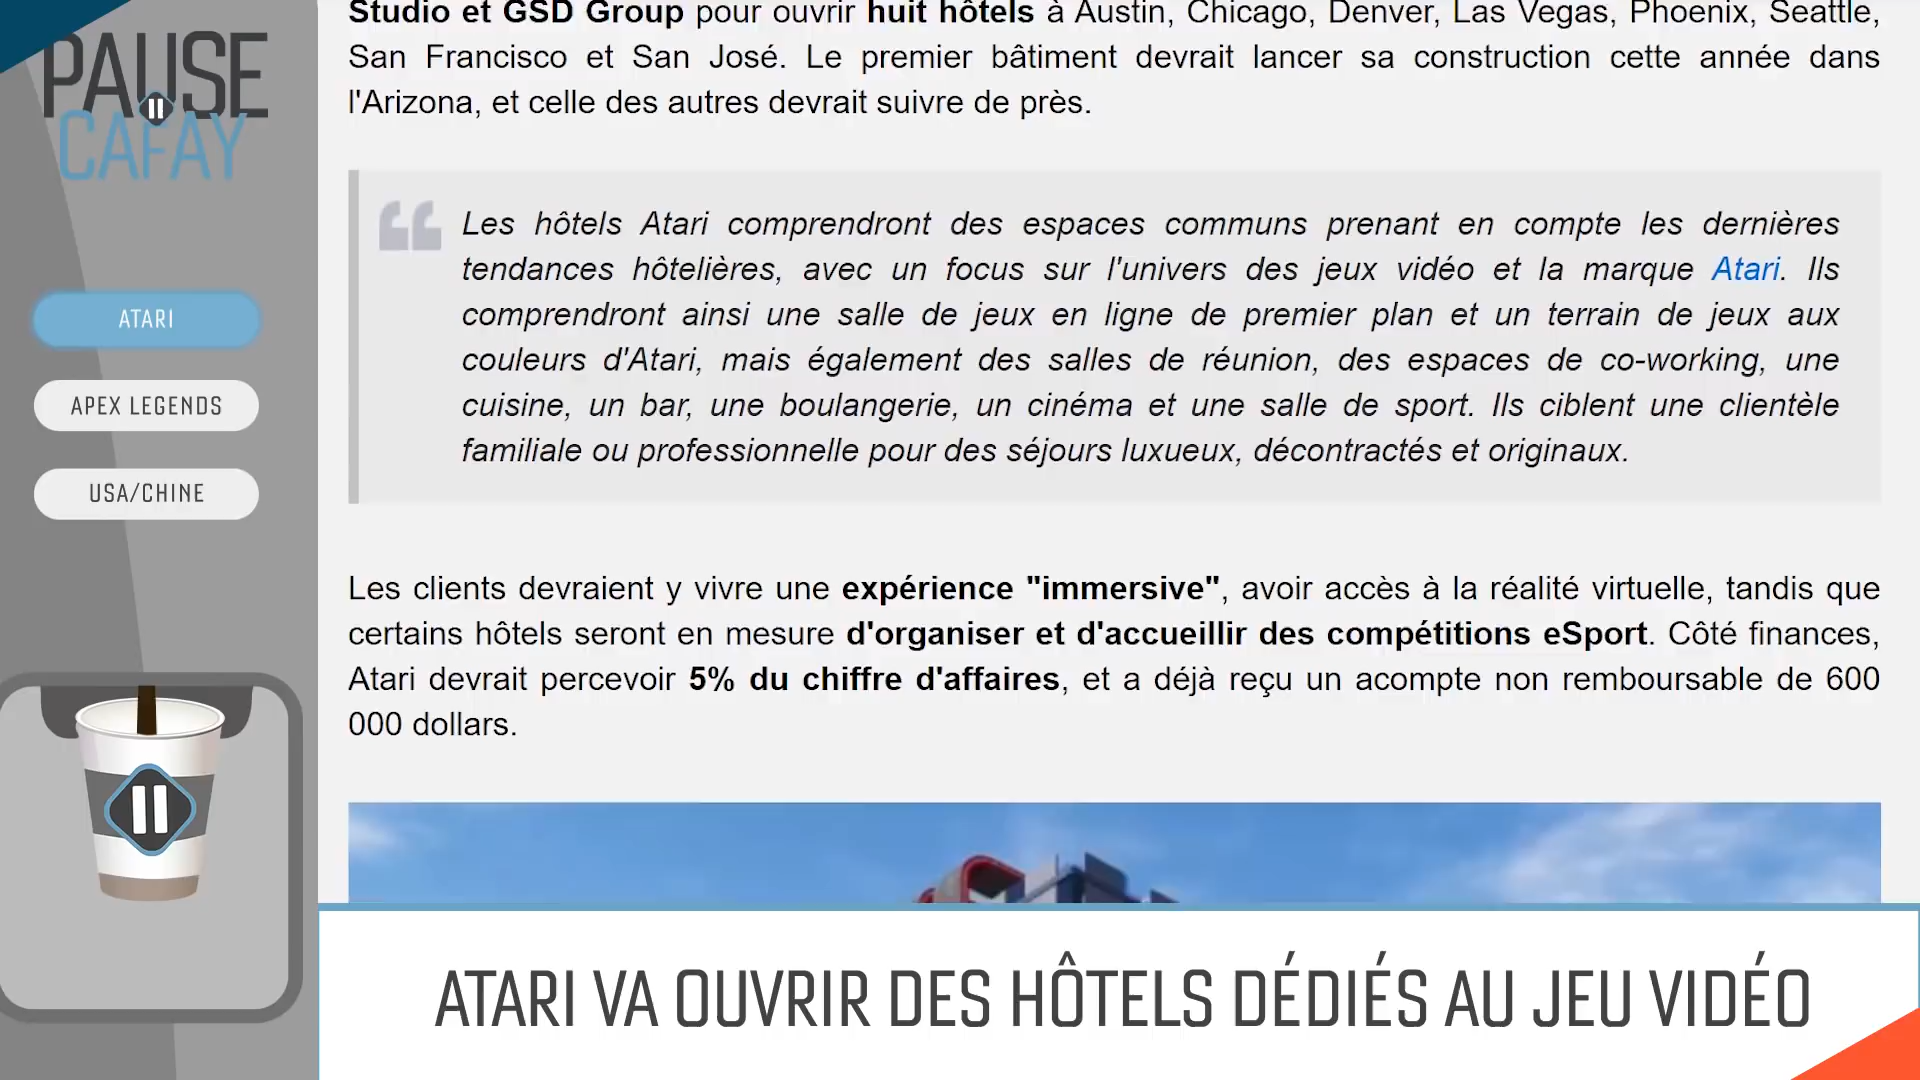 PAUSE
CAFAY
ATARI
APEX LEGENDS
USA/CHINE
Studio et GSD Group pour ouvrir huit hôtels à Austin, Chicago, Denver, Las Vegas, Phoenix, Seattle,
San Francisco et San José. Le premier bâtiment devrait lancer sa construction cette année dans
l'Arizona, et celle des autres devrait suivre de près.
Les hôtels Atari comprendront des espaces communs prenant en compte les dernières
tendances hôtelières, avec un focus sur l'univers des jeux vidéo et la marque Atari. Ils
comprendront ainsi une salle de jeux en ligne de premier plan et un terrain de jeux aux
couleurs d'Atari, mais également des salles de réunion, des espaces de co-working, une
cuisine, un bar, une boulangerie, un cinéma et une salle de sport. Ils ciblent une clientèle
familiale ou professionnelle pour des séjours luxueux, décontractés et originaux.
Les clients devraient y vivre une expérience "immersive", avoir accès à la réalité virtuelle, tandis que
certains hôtels seront en mesure d'organiser et d'accueillir des compétitions eSport. Côté finances,
Atari devrait percevoir 5% du chiffre d'affaires, et a déjà reçu un acompte non remboursable de 600
000 dollars.
ATARI VA OUVRIR DES HÔTELS DÉDIÉS AU JEU VIDÉO